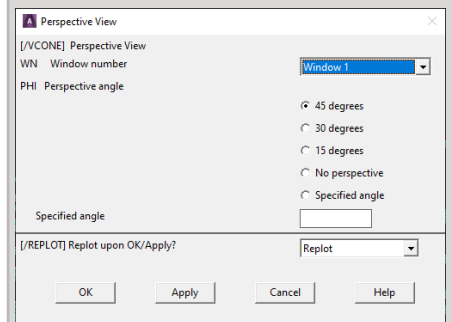 Perspective View
[/VCONE] Perspective View
WN Window number
Window 1
PHI Perspective angle
45 degrees
30 degrees
15 degrees
No perspective
Specified angle
Specified angle
[/REPLOT] Replot upon OK/Apply?
Replot
OK Apply Cancel Help